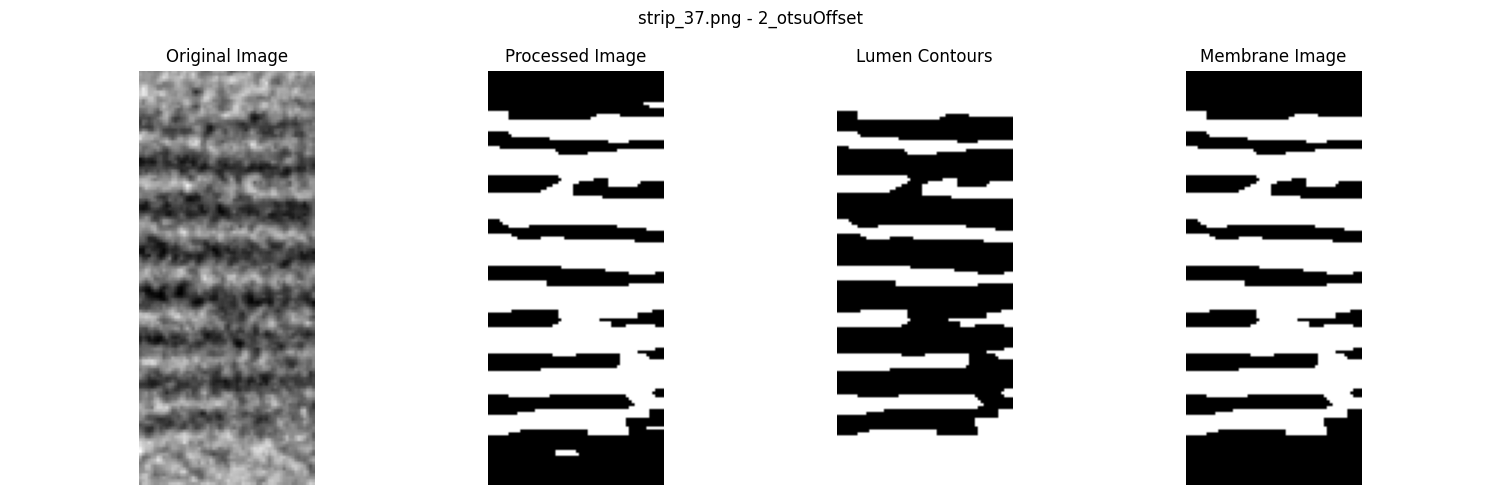 strip_37.png - 2_otsuOffset
Original Image
Processed Image
Lumen Contours
Membrane Image